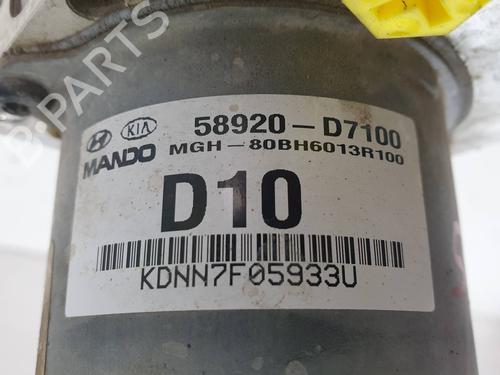 B-PARTS
KIA 58920-D7100
MANDO MGH-80BH6013R100
D10
KDNN7F05933U